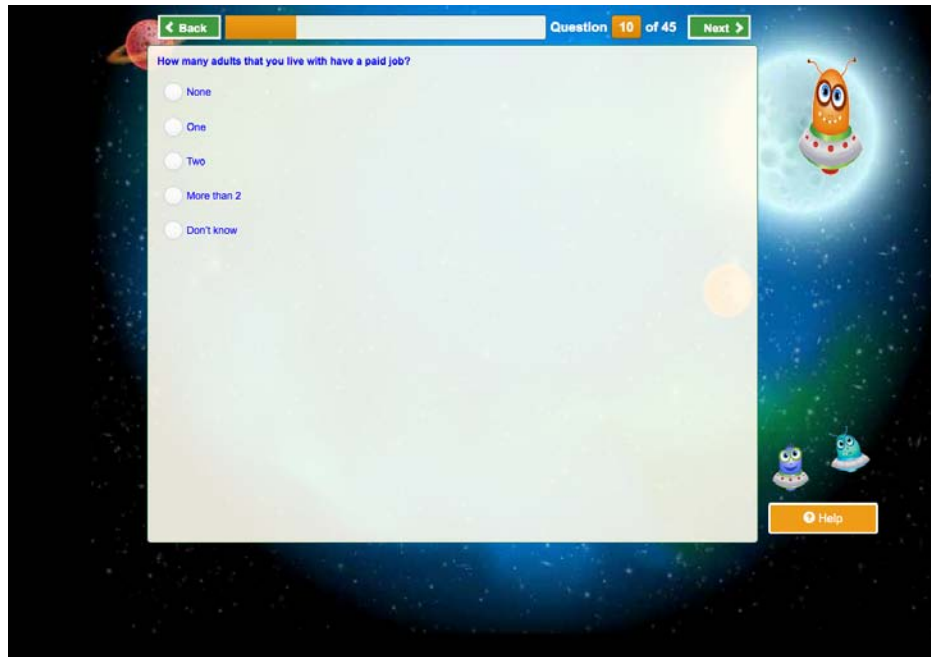 Back
Question 10 of 45
Next
How many adults that you live with have a paid job?
None
One
Two
More than 2
Don't know
Help